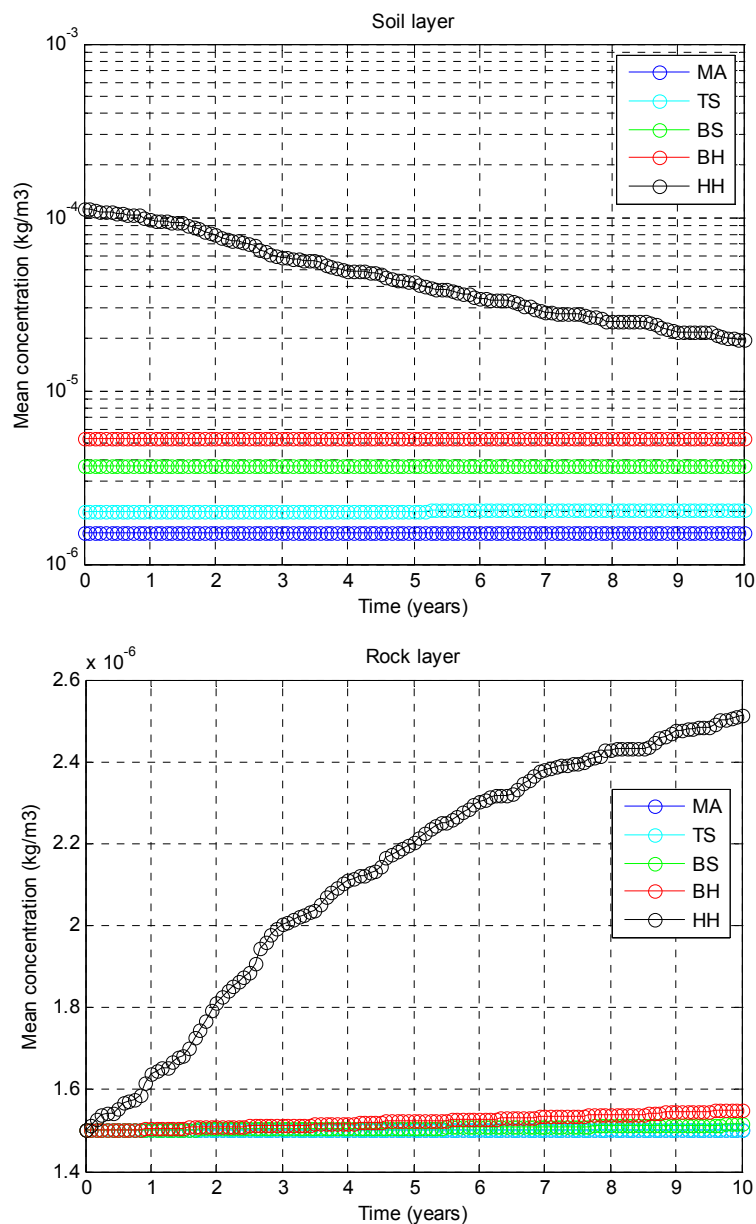 Soil layer
10^-3
10^-4
10^-5
10^-6
Mean concentration (kg/m3)
MA
TS
BS
BH
HH
0 1 2 3 4 5 6 7 8 9 10
Time (years)
x 10^-6
Rock layer
2.6
2.4
2.2
2
1.8
1.6
1.4
Mean concentration (kg/m3)
MA
TS
BS
BH
HH
0 1 2 3 4 5 6 7 8 9 10
Time (years)